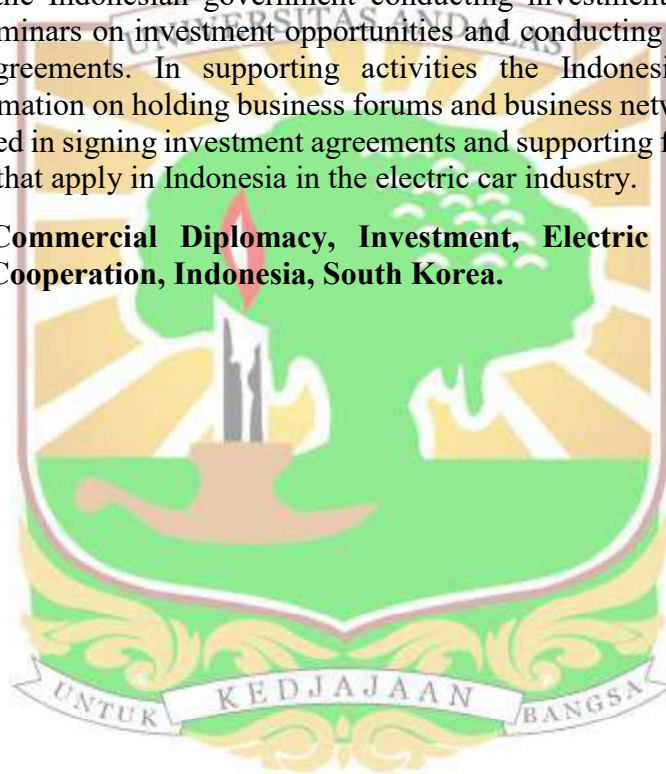 the Indonesian government conducting investment
UNIVERSITAS ANDALAS
minars on investment opportunities and conducting
greements. In supporting activities the Indonesi
mation on holding business forums and business netw
ed in signing investment agreements and supporting f
that apply in Indonesia in the electric car industry.
Commercial Diplomacy, Investment, Electric
Cooperation, Indonesia, South Korea.
UNTUK KEDJAJAAN BANGSA